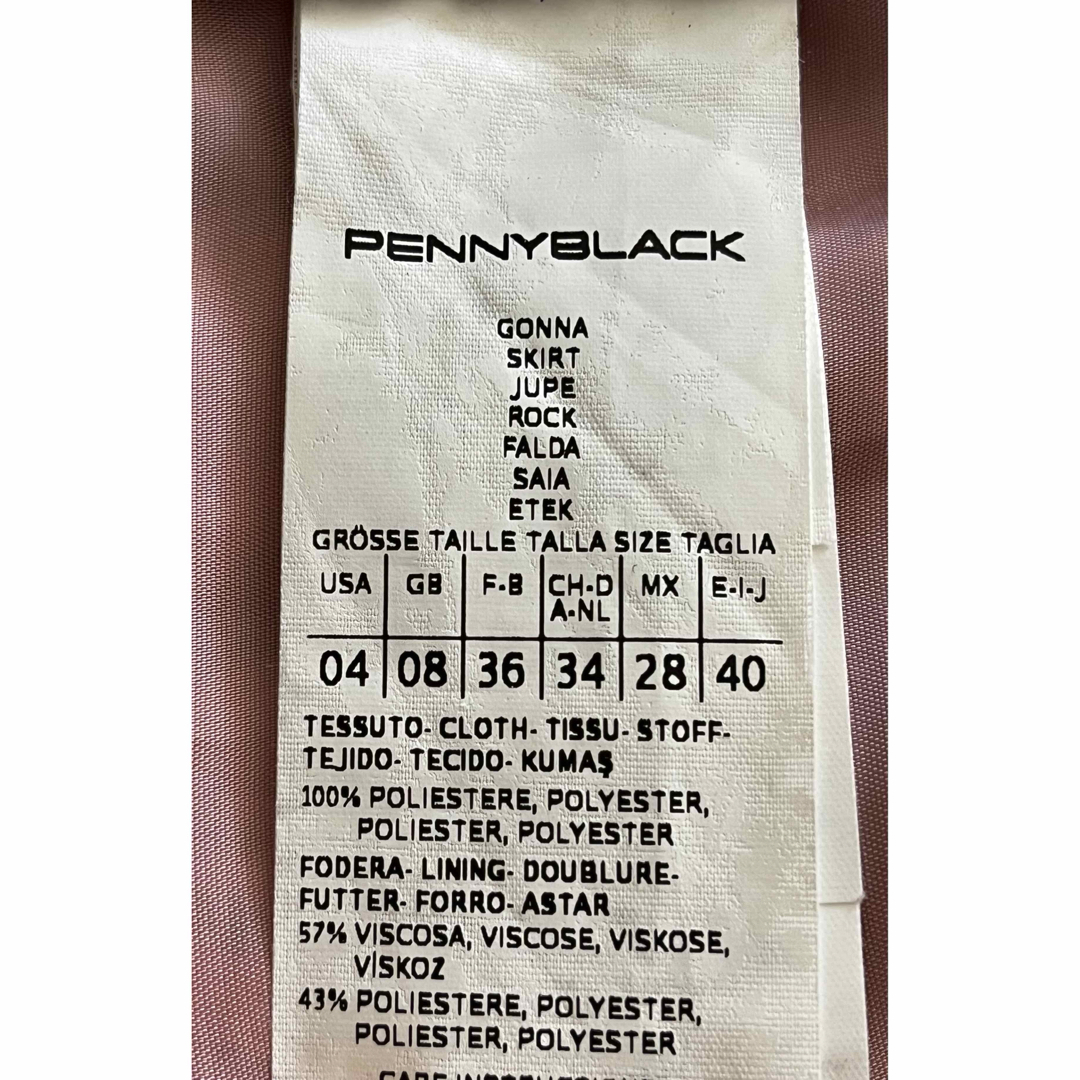 PENNYBLACK
GONNA
SKIRT
JUPE
ROCK
FALDA
SAIA
ETEK
GRÖSSE TAILLE TALLA SIZE TAGLIA
USA GB F-B CH-D A-NL MX E-I-J
04 08 36 34 28 40
TESSUTO- CLOTH- TISSU- STOFF-
TEJIDO- TECIDO- KUMAŞ
100% POLIESTERE, POLYESTER,
POLIESTER, POLYESTER
FODERA- LINING- DOUBLURE-
FUTTER- FORRO- ASTAR
57% VISCOSA, VISCOSE, VISKOSE,
VİSKOZ
43% POLIESTERE, POLYESTER,
POLIESTER, POLYESTER